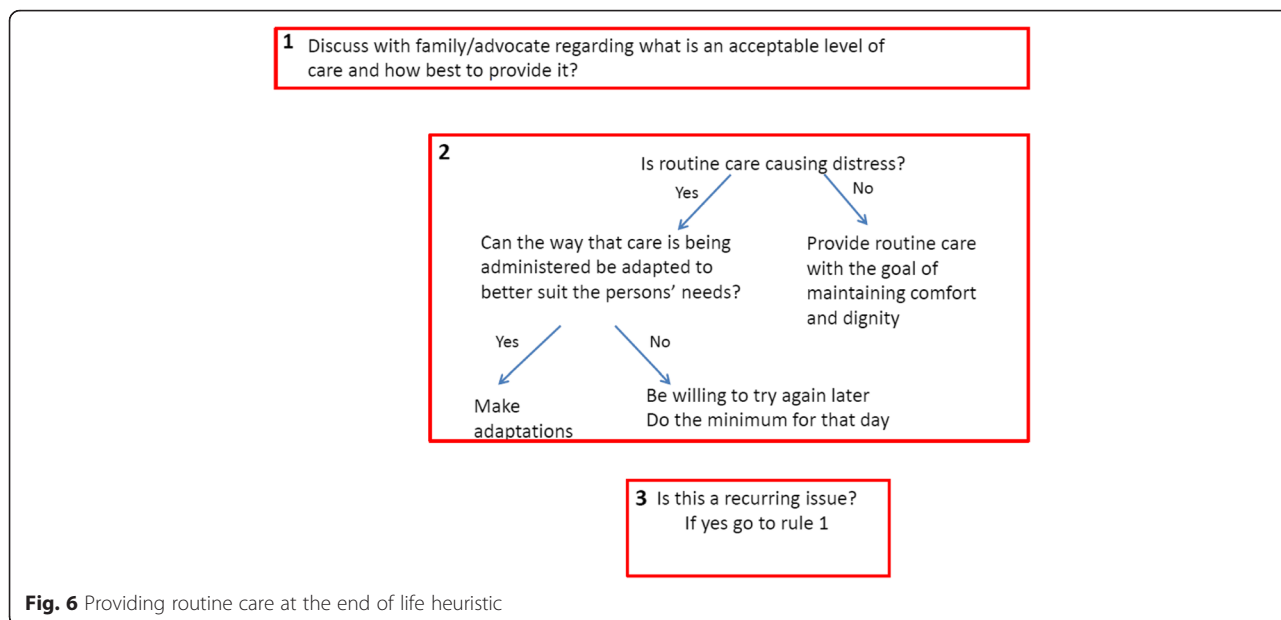 1 Discuss with family/advocate regarding what is an acceptable level of
care and how best to provide it?
2
Is routine care causing distress?
Yes
No
Can the way that care is being
administered be adapted to
better suit the persons' needs?
Provide routine care
with the goal of
maintaining comfort
and dignity
Yes
No
Make
adaptations
Be willing to try again later
Do the minimum for that day
3 Is this a recurring issue?
If yes go to rule 1
Fig. 6 Providing routine care at the end of life heuristic